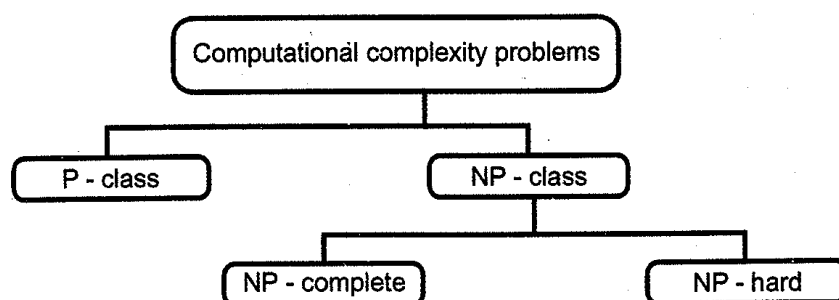 Computational complexity problems
P - class
NP - class
NP - complete
NP - hard